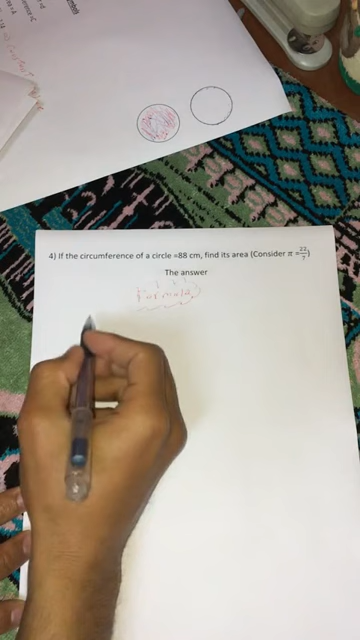 4) If the circumference of a circle =88 cm, find its area (Consider π =22/7)
The answer
Formula